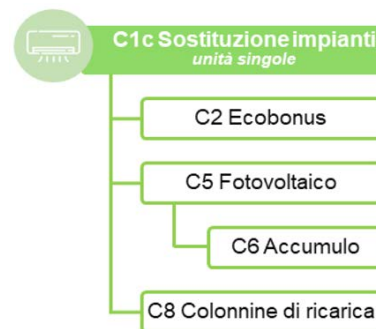 C1c Sostituzione impianti
unità singole
C2 Ecobonus
C5 Fotovoltaico
C6 Accumulo
C8 Colonnine di ricarica